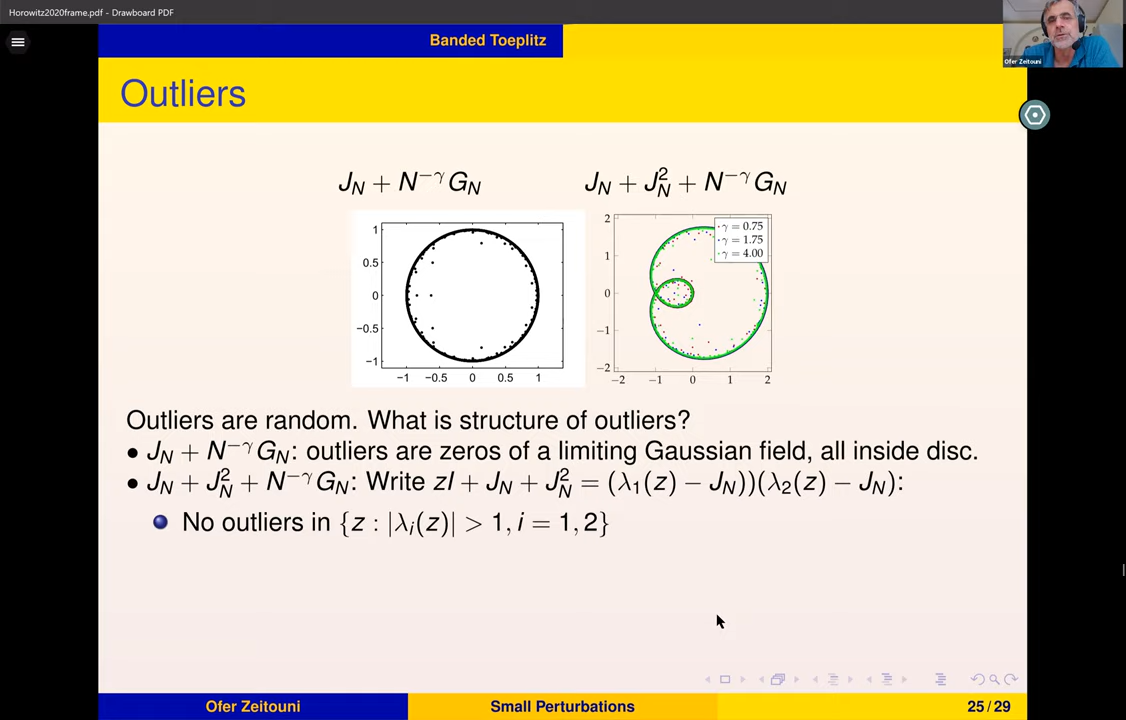 Horowitz2020frame.pdf - Drawboard PDF
Ofer Zeitouni
Banded Toeplitz
Outliers
J_N + N^{−γ} G_N
J_N + J_N^2 + N^{−γ} G_N
1
0.5
0
−0.5
−1
−1 −0.5 0 0.5 1
2
1
0
−1
−2
−2 −1 0 1 2
γ = 0.75
γ = 1.75
γ = 4.00
Outliers are random. What is structure of outliers?
• J_N + N^{−γ} G_N: outliers are zeros of a limiting Gaussian field, all inside disc.
• J_N + J_N^2 + N^{−γ} G_N: Write zI + J_N + J_N^2 = (λ_1(z) − J_N))(λ_2(z) − J_N):
No outliers in {z : |λ_i(z)| > 1, i = 1, 2}
Ofer Zeitouni
Small Perturbations
25 / 29